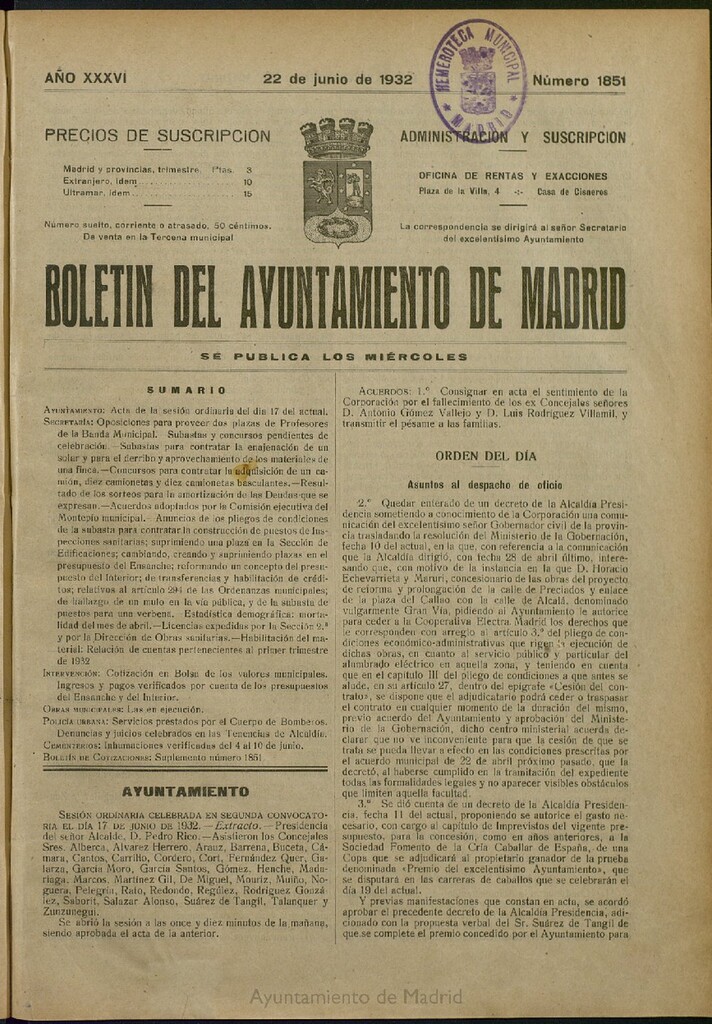 AÑO XXXVI
22 de junio de 1932
Número 1851
HEMEROTECA MUNICIPAL
★ MADRID ★
PRECIOS DE SUSCRIPCION
Madrid y provincias, trimestre. Ptas. 3
Extranjero, ídem.......... 10
Ultramar, ídem.......... 15
Número suelto, corriente o atrasado, 50 céntimos.
De venta en la Tercena municipal
ADMINISTRACIÓN Y SUSCRIPCION
OFICINA DE RENTAS Y EXACCIONES
Plaza de la Villa, 4 -:- Casa de Cisneros
La correspondencia se dirigirá al señor Secretario
del excelentísimo Ayuntamiento
BOLETIN DEL AYUNTAMIENTO DE MADRID
SE PUBLICA LOS MIÉRCOLES
SUMARIO
AYUNTAMIENTO: Acta de la sesión ordinaria del día 17 del actual.
SECRETARÍA: Oposiciones para proveer dos plazas de Profesores
de la Banda Municipal. Subastas y concursos pendientes de
celebración.—Subastas para contratar la enajenación de un
solar y para el derribo y aprovechamiento de los materiales de
una finca.—Concursos para contratar la adquisición de un ca-
mión, diez camionetas y diez camionetas basculantes.—Resul-
tado de los sorteos para la amortización de las Deudas que se
expresan.—Acuerdos adoptados por la Comisión ejecutiva del
Montepío municipal.—Anuncios de los pliegos de condiciones
de la subasta para contratar la construcción de puestos de ins-
pecciones sanitarias; suprimiendo una plaza en la Sección de
Edificaciones; cambiando, creando y suprimiendo plazas en el
presupuesto del Ensanche; reformando un concepto del presu-
puesto del Interior; de transferencias y habilitación de crédi-
tos; relativos al artículo 294 de las Ordenanzas municipales;
de hallazgo de un mulo en la vía pública, y de la subasta de
puestos para una verbena. Estadística demográfica: morta-
lidad del mes de abril.—Licencias expedidas por la Sección 2.ª
y por la Dirección de Obras sanitarias.—Habilitación del ma-
terial: Relación de cuentas pertenecientes al primer trimestre
de 1932
INTERVENCIÓN: Cotización en Bolsa de los valores municipales.
Ingresos y pagos verificados por cuenta de los presupuestos
del Ensanche y del Interior.
OBRAS MUNICIPALES: Las en ejecución.
POLICÍA URBANA: Servicios prestados por el Cuerpo de Bomberos.
Denuncias y juicios celebrados en las Tenencias de Alcaldía.
CEMENTERIOS: Inhumaciones verificadas del 4 al 10 de junio.
BOLETÍN DE COTIZACIONES: Suplemento número 1851.
AYUNTAMIENTO
SESIÓN ORDINARIA CELEBRADA EN SEGUNDA CONVOCATO-
RIA EL DÍA 17 DE JUNIO DE 1932.—Extracto.—Presidencia
del señor Alcalde, D. Pedro Rico.—Asistieron los Concejales
Sres. Alberca, Alvarez Herrero, Arauz, Barrena, Buceta, Cá-
mara, Cantos, Carrillo, Cordero, Cort, Fernández Quer, Ga-
larza, García Moro, García Santos, Gómez, Henche, Mada-
riaga, Marcos, Martínez Gil, De Miguel, Mouriz, Muiño, No-
guera, Pelegrín, Rato, Redondo, Regúlez, Rodríguez Gonzá-
lez, Saborit, Salazar Alonso, Suárez de Tangil, Talanquer y
Zunzunegui.
Se abrió la sesión a las once y diez minutos de la mañana,
siendo aprobada el acta de la anterior.
ACUERDOS: 1.º Consignar en acta el sentimiento de la
Corporación por el fallecimiento de los ex Concejales señores
D. Antonio Gómez Vallejo y D. Luis Rodríguez Villamil, y
transmitir el pésame a las familias.
ORDEN DEL DÍA
Asuntos al despacho de oficio
2.º Quedar enterado de un decreto de la Alcaldía Presi-
dencia sometiendo a conocimiento de la Corporación una co-
municación del excelentísimo señor Gobernador civil de la provin-
cia trasladando la resolución del Ministerio de la Gobernación,
fecha 10 del actual, en la que, con referencia a la comunicación
que la Alcaldía dirigió, con fecha 28 de abril último, intere-
sando que, con motivo de la instancia en la que D. Horacio
Echevarrieta y Maruri, concesionario de las obras del proyecto
de reforma y prolongación de la calle de Preciados y enlace
de la plaza del Callao con la calle de Alcalá, denominado
vulgarmente Gran Vía, pidiendo al Ayuntamiento le autorice
para ceder a la Cooperativa Electra Madrid los derechos que
le corresponden con arreglo al artículo 3.º del pliego de con-
diciones económico-administrativas que rigen la ejecución de
dichas obras, en cuanto al servicio público y particular del
alumbrado eléctrico en aquella zona, y teniendo en cuenta
que en el capítulo III del pliego de condiciones a que antes se
alude, en su artículo 27, dentro del epígrafe «Cesión del con-
trato», se dispone que el adjudicatario podrá ceder o traspasar
el contrato en cualquier momento de la duración del mismo,
previo acuerdo del Ayuntamiento y aprobación del Ministe-
rio de la Gobernación, dicho centro ministerial acuerda de-
clarar que no ve inconveniente para que la cesión de que se
trata se pueda llevar a efecto en las condiciones prescritas por
el acuerdo municipal de 22 de abril próximo pasado, que la
decretó, al haberse cumplido en la tramitación del expediente
todas las formalidades legales y no aparecer visibles obstáculos
que limiten aquella facultad.
3.º Se dió cuenta de un decreto de la Alcaldía Presiden-
cia, fecha 11 del actual, proponiendo se autorice el gasto ne-
cesario, con cargo al capítulo de Imprevistos del vigente pre-
supuesto, para la concesión, como en años anteriores, a la
Sociedad Fomento de la Cría Caballar de España, de una
Copa que se adjudicará al propietario ganador de la prueba
denominada «Premio del excelentísimo Ayuntamiento», que
se disputará en las carreras de caballos que se celebrarán el
día 19 del actual.
Y previas manifestaciones que constan en acta, se acordó
aprobar el precedente decreto de la Alcaldía Presidencia, adi-
cionado con la propuesta verbal del Sr. Suárez de Tangil de
que se complete el premio concedido por el Ayuntamiento para
Ayuntamiento de Madrid